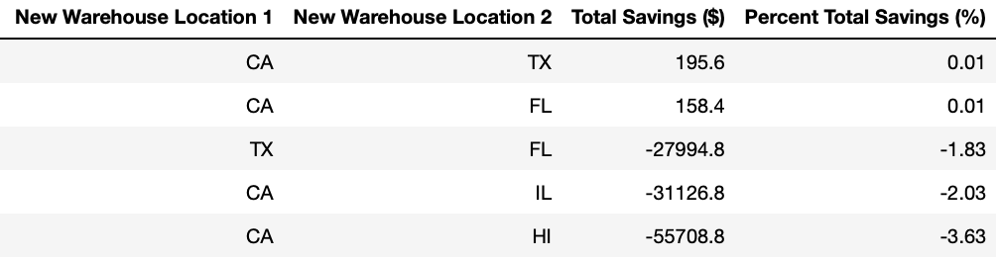 New Warehouse Location 1 New Warehouse Location 2 Total Savings ($) Percent Total Savings (%)
CA TX 195.6 0.01
CA FL 158.4 0.01
TX FL -27994.8 -1.83
CA IL -31126.8 -2.03
CA HI -55708.8 -3.63